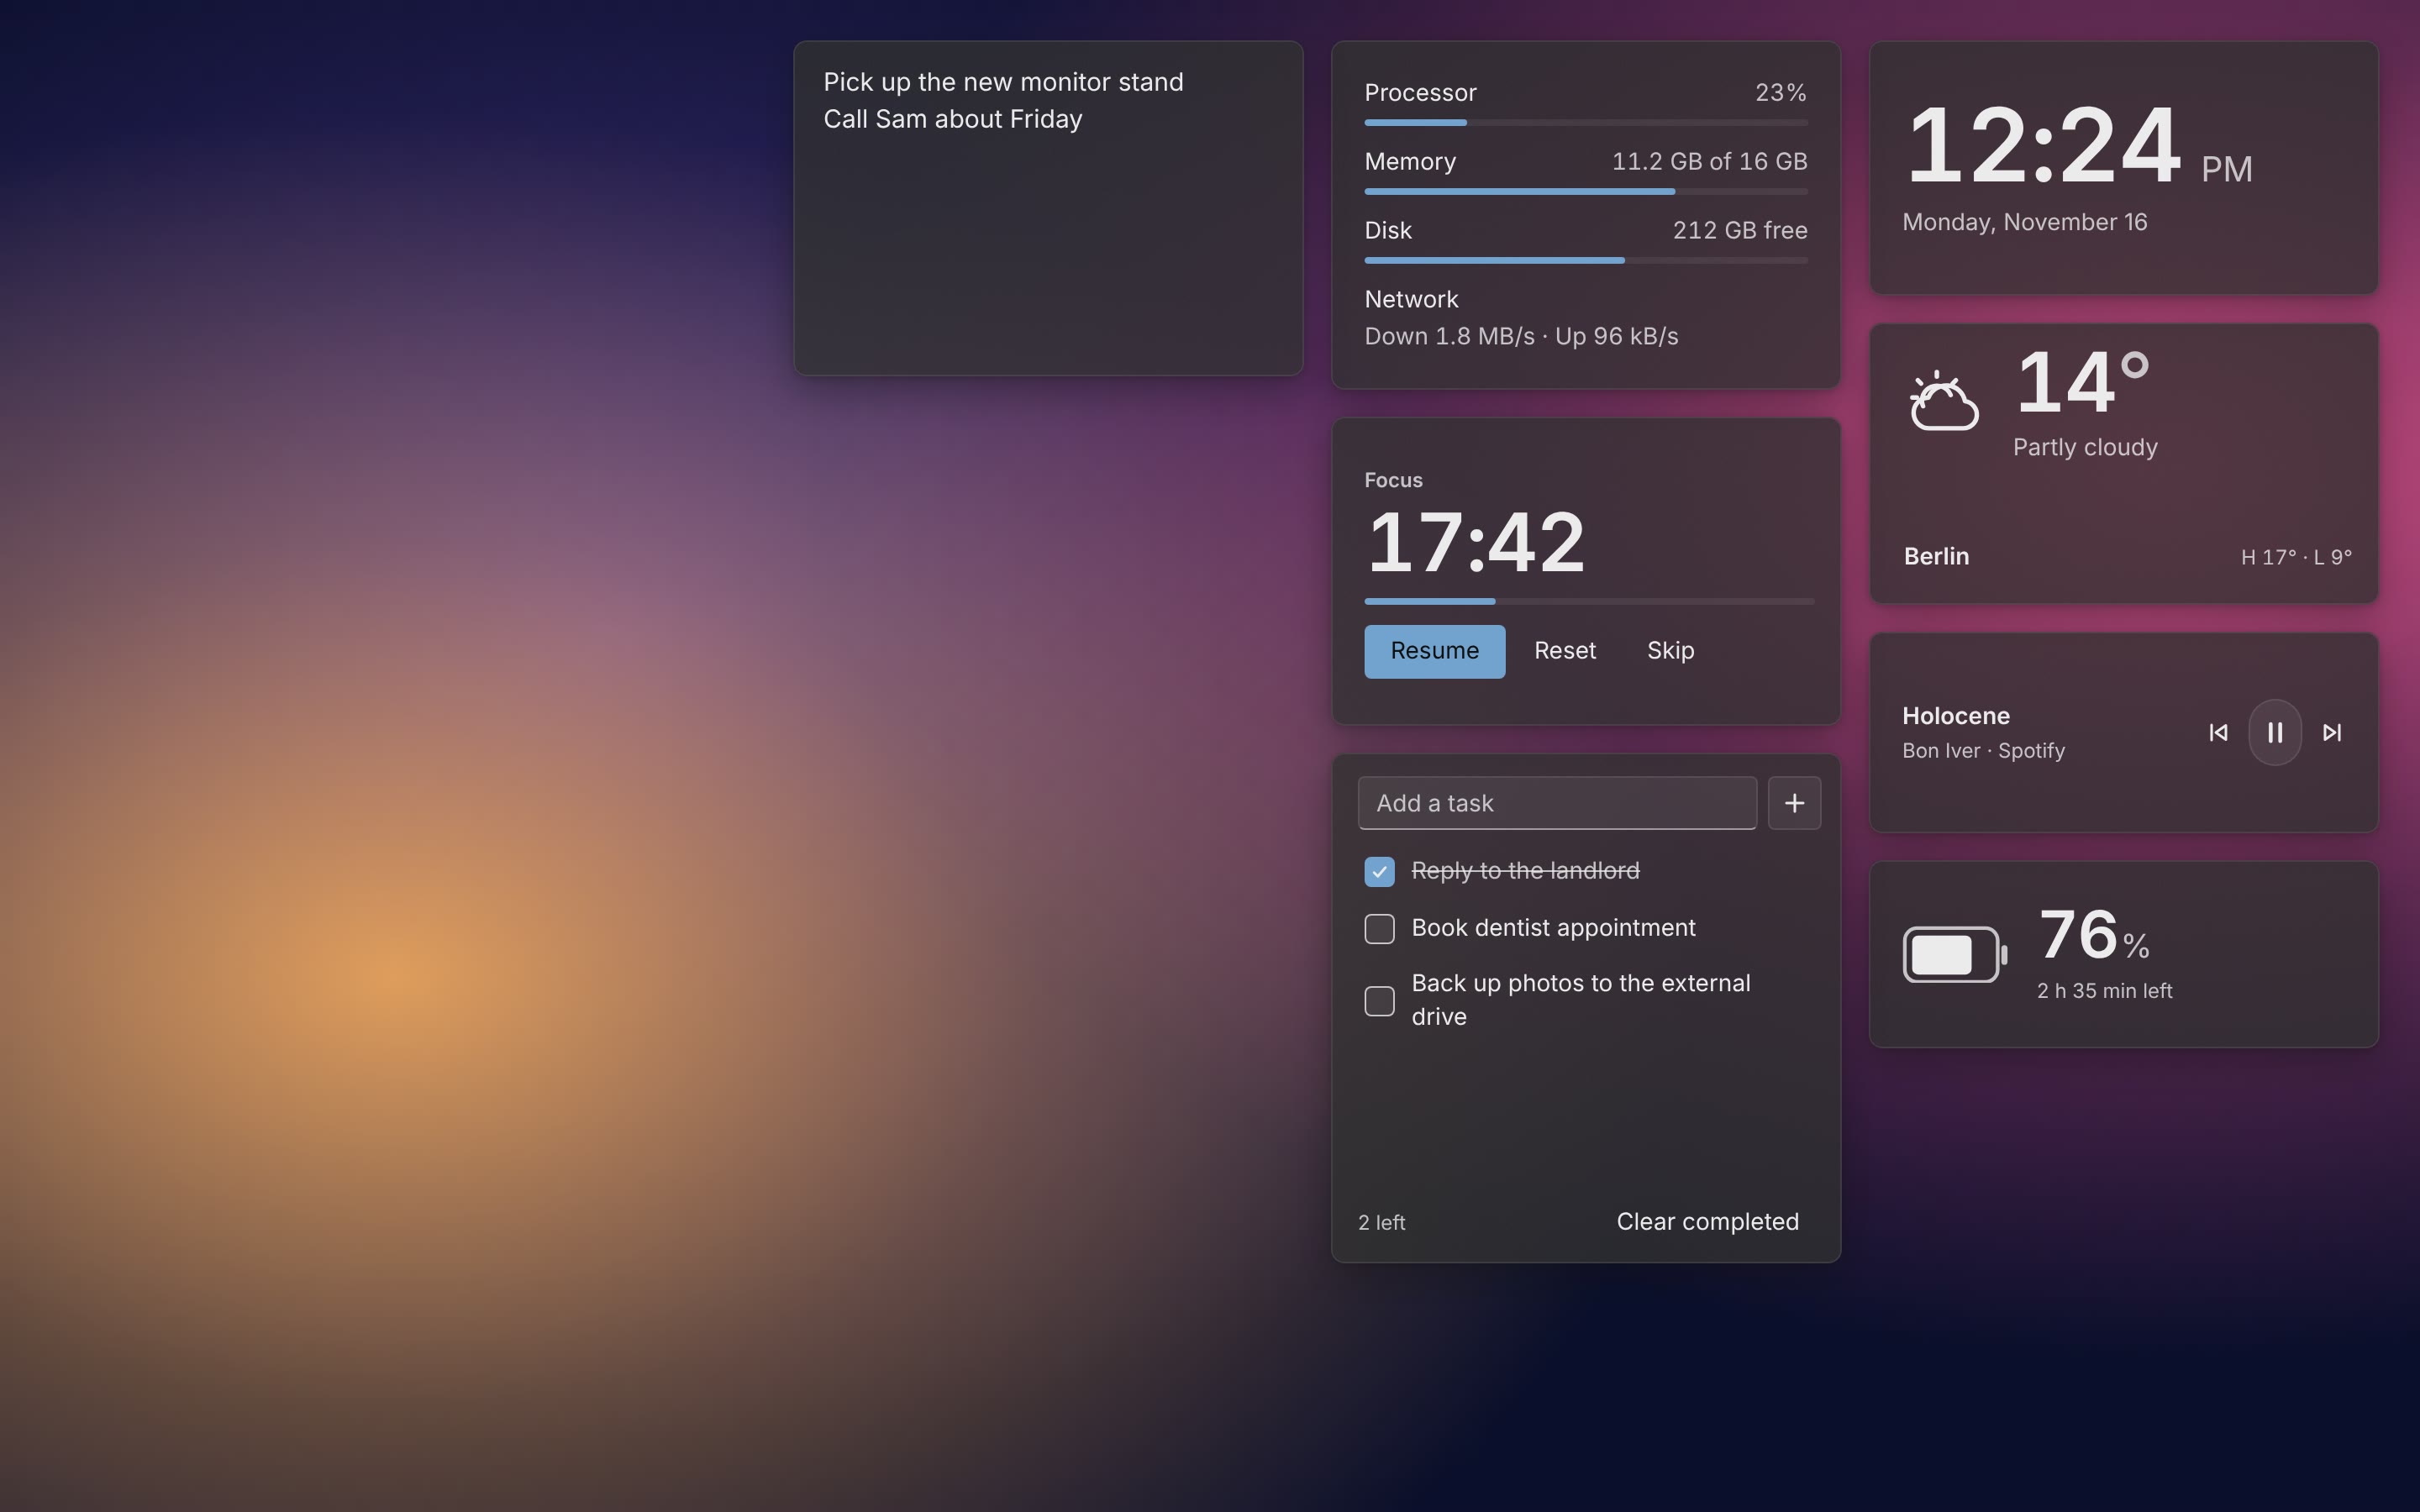 Pick up the new monitor stand
Call Sam about Friday
Processor 23%
Memory 11.2 GB of 16 GB
Disk 212 GB free
Network
Down 1.8 MB/s · Up 96 kB/s
Focus
17:42
Resume Reset Skip
Add a task
Reply to the landlord
Book dentist appointment
Back up photos to the external
drive
2 left Clear completed
12:24 PM
Monday, November 16
14°
Partly cloudy
Berlin H 17° · L 9°
Holocene
Bon Iver · Spotify
76%
2 h 35 min left